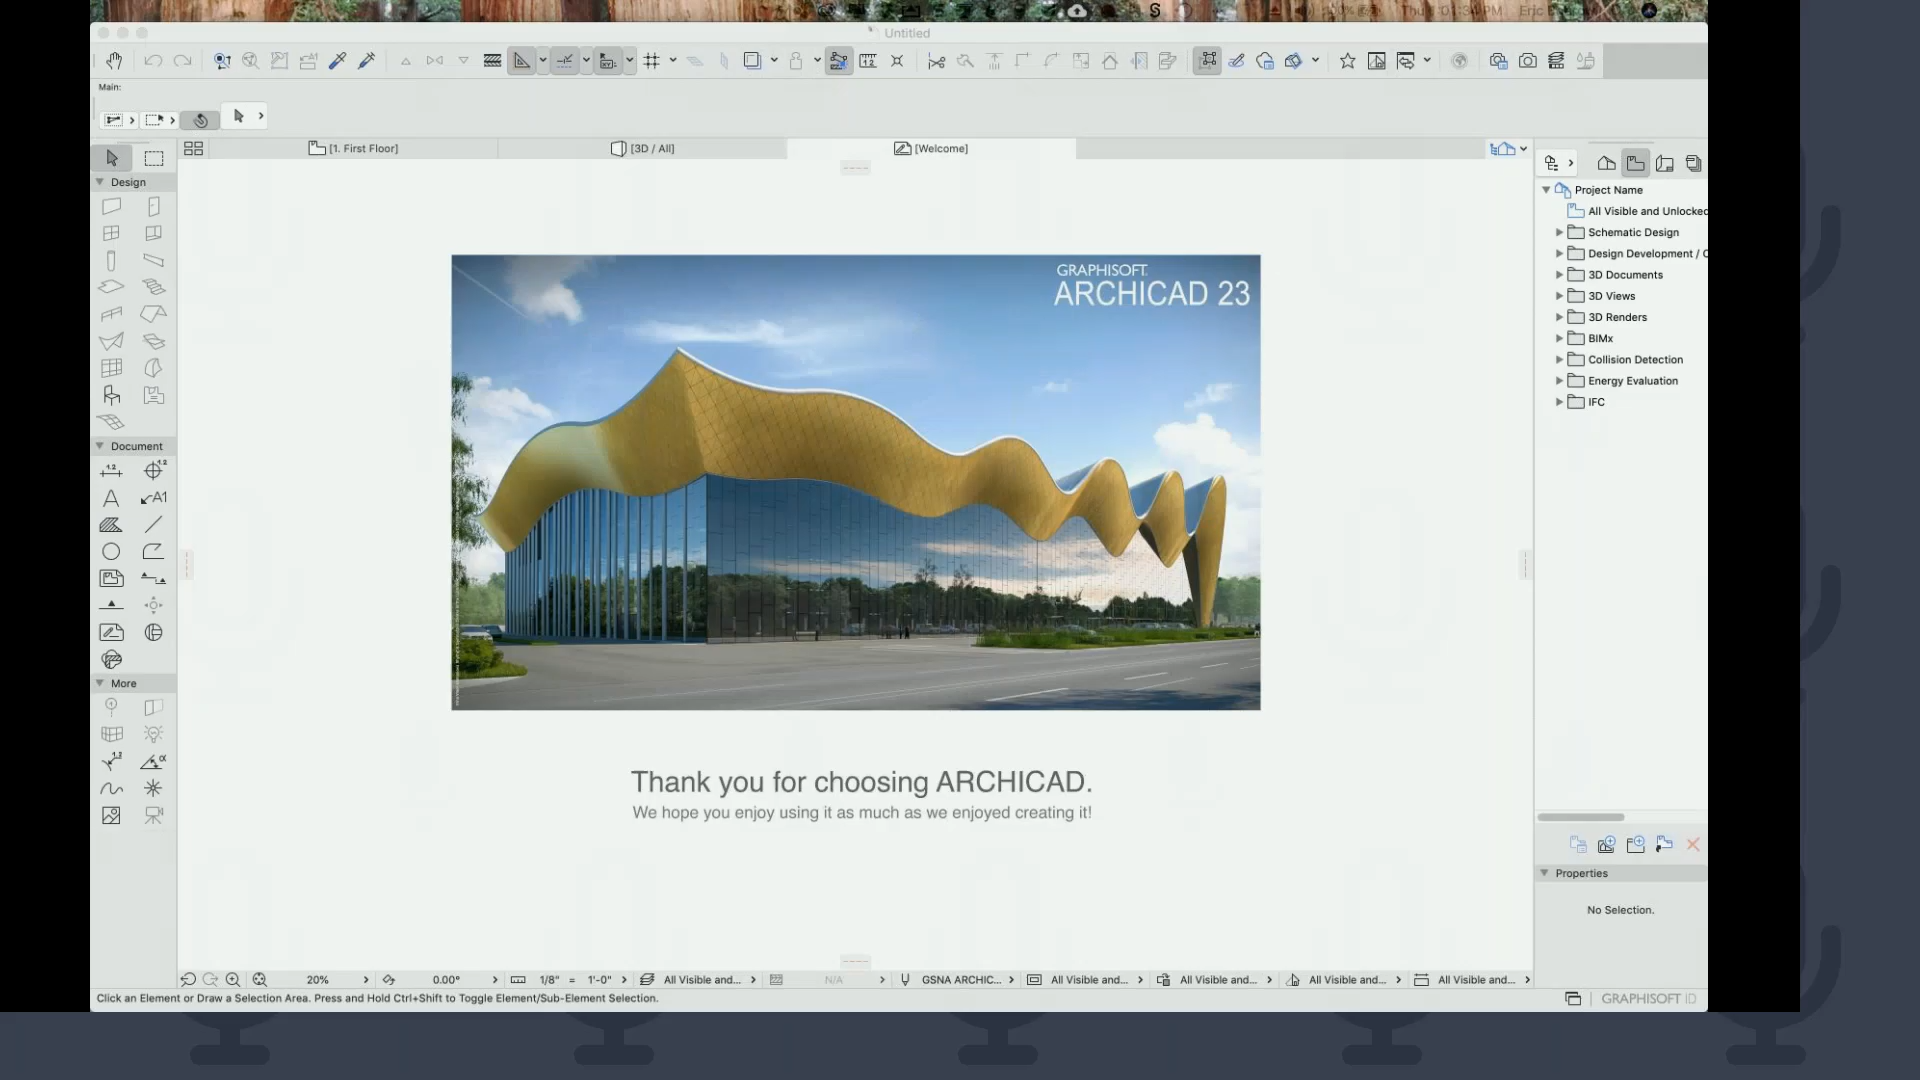 Untitled
Main:
[1. First Floor]
[3D / All]
[Welcome]
Design
Document
More
GRAPHISOFT
ARCHICAD 23
Thank you for choosing ARCHICAD.
We hope you enjoy using it as much as we enjoyed creating it!
Project Name
All Visible and Unlocked
Schematic Design
Design Development / C
3D Documents
3D Views
3D Renders
BIMx
Collision Detection
Energy Evaluation
IFC
Properties
No Selection.
20%
0.00°
1/8" = 1'-0"
All Visible and...
N/A
GSNA ARCHIC...
All Visible and...
All Visible and...
All Visible and...
All Visible and...
Click an Element or Draw a Selection Area. Press and Hold Ctrl+Shift to Toggle Element/Sub-Element Selection.
GRAPHISOFT ID